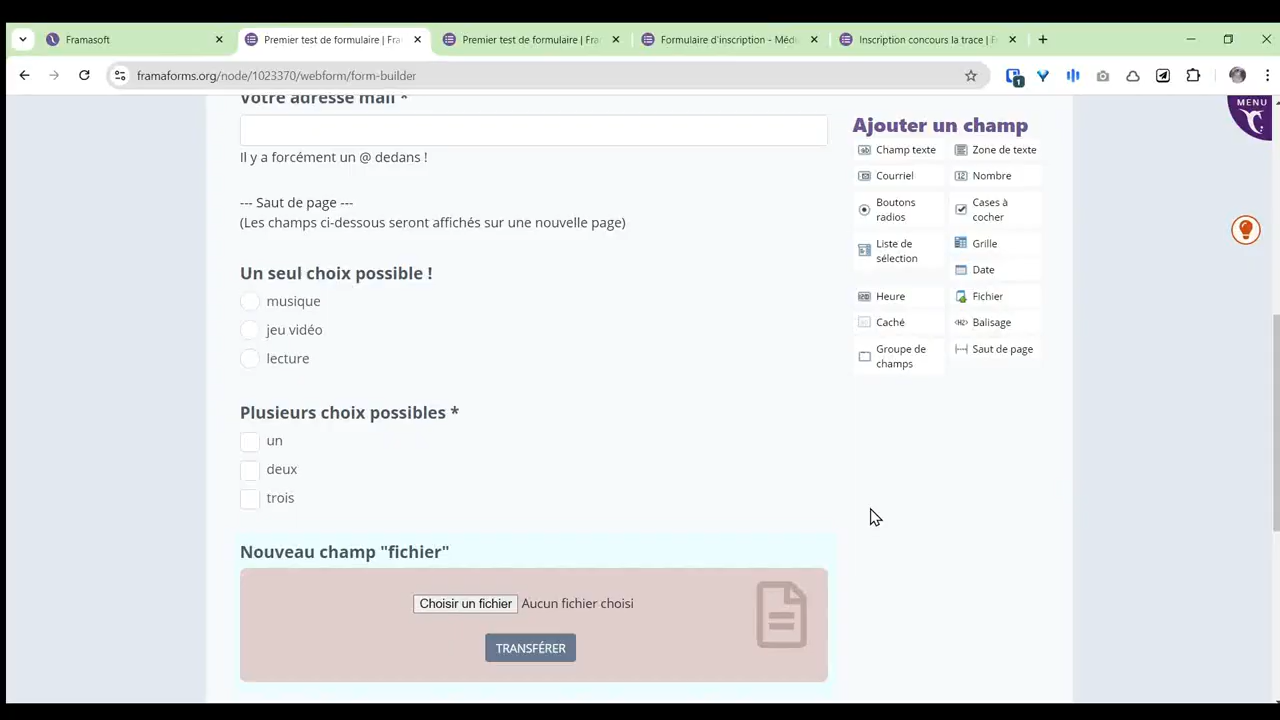 Framasoft
Premier test de formulaire | Fra
Premier test de formulaire | Fra
Formulaire d'inscription - Médi
Inscription concours la trace | F
framaforms.org/node/1023370/webform/form-builder
1
MENU
Votre adresse mail *
Il y a forcément un @ dedans !
--- Saut de page ---
(Les champs ci-dessous seront affichés sur une nouvelle page)
Un seul choix possible !
musique
jeu vidéo
lecture
Plusieurs choix possibles *
un
deux
trois
Nouveau champ "fichier"
Choisir un fichier Aucun fichier choisi
TRANSFÉRER
Ajouter un champ
Champ texte
Zone de texte
Courriel
Nombre
Boutons
radios
Cases à
cocher
Liste de
sélection
Grille
Date
Heure
Fichier
Caché
Balisage
Groupe de
champs
Saut de page